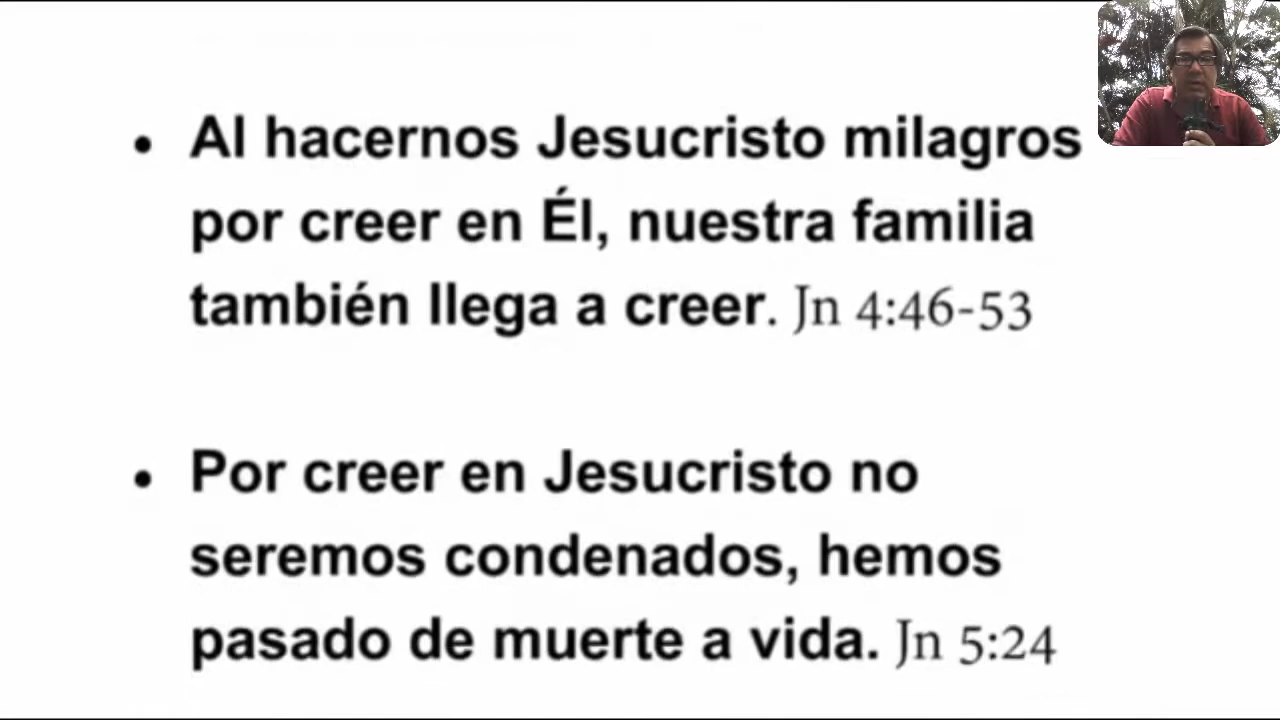 • Al hacernos Jesucristo milagros
por creer en Él, nuestra familia
también llega a creer. Jn 4:46-53
• Por creer en Jesucristo no
seremos condenados, hemos
pasado de muerte a vida. Jn 5:24